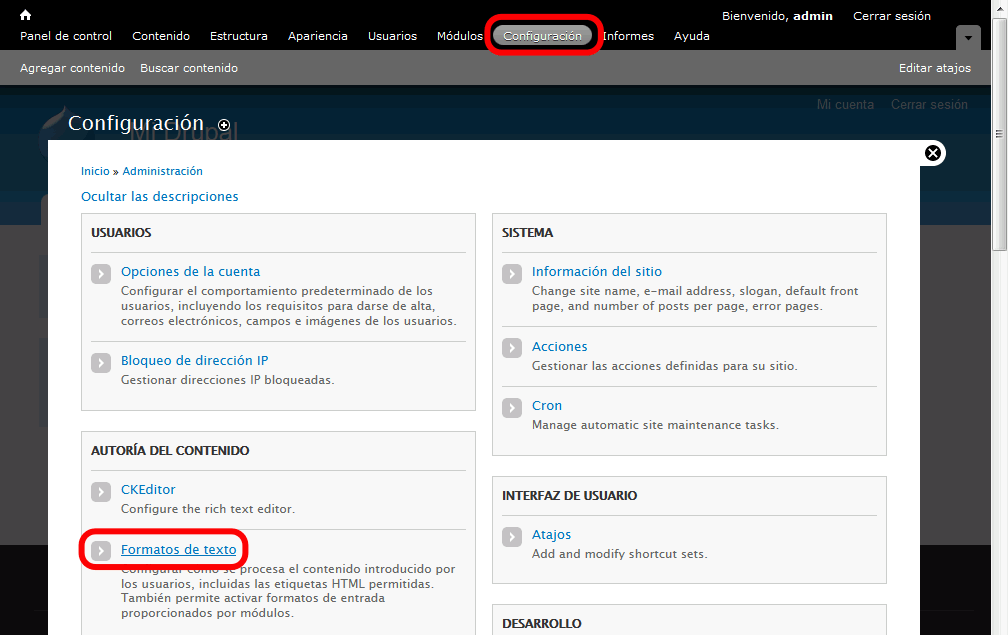 Bienvenido, admin Cerrar sesión
Panel de control Contenido Estructura Apariencia Usuarios Módulos Configuración Informes Ayuda
Agregar contenido Buscar contenido Editar atajos
Mi cuenta Cerrar sesión
Configuración
Mi Drupal
Inicio » Administración
Ocultar las descripciones
USUARIOS
Opciones de la cuenta
Configurar el comportamiento predeterminado de los
usuarios, incluyendo los requisitos para darse de alta,
correos electrónicos, campos e imágenes de los usuarios.
Bloqueo de dirección IP
Gestionar direcciones IP bloqueadas.
AUTORÍA DEL CONTENIDO
CKEditor
Configure the rich text editor.
Formatos de texto
Configurar cómo se procesa el contenido introducido por
los usuarios, incluidas las etiquetas HTML permitidas.
También permite activar formatos de entrada
proporcionados por módulos.
SISTEMA
Información del sitio
Change site name, e-mail address, slogan, default front
page, and number of posts per page, error pages.
Acciones
Gestionar las acciones definidas para su sitio.
Cron
Manage automatic site maintenance tasks.
INTERFAZ DE USUARIO
Atajos
Add and modify shortcut sets.
DESARROLLO